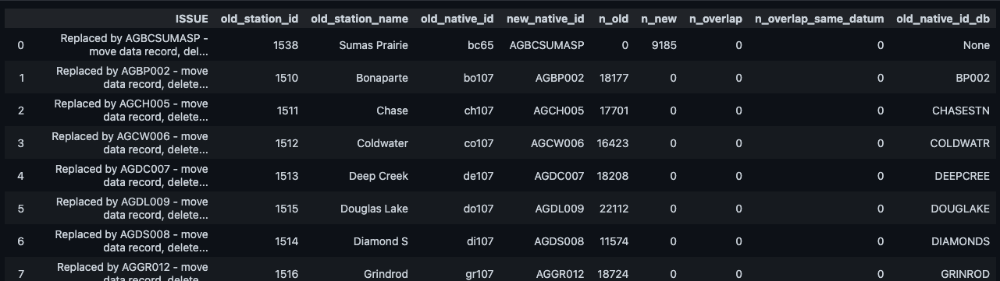 ISSUE old_station_id old_station_name old_native_id new_native_id n_old n_new n_overlap n_overlap_same_datum old_native_id_db
0 Replaced by AGBCSUMASP - move data record, del... 1538 Sumas Prairie bc65 AGBCSUMASP 0 9185 0 0 None
1 Replaced by AGBP002 - move data record, delete... 1510 Bonaparte bo107 AGBP002 18177 0 0 0 BP002
2 Replaced by AGCH005 - move data record, delete... 1511 Chase ch107 AGCH005 17701 0 0 0 CHASESTN
3 Replaced by AGCW006 - move data record, delete... 1512 Coldwater co107 AGCW006 16423 0 0 0 COLDWATR
4 Replaced by AGDC007 - move data record, delete... 1513 Deep Creek de107 AGDC007 18208 0 0 0 DEEPCREE
5 Replaced by AGDL009 - move data record, delete... 1515 Douglas Lake do107 AGDL009 22112 0 0 0 DOUGLAKE
6 Replaced by AGDS008 - move data record, delete... 1514 Diamond S di107 AGDS008 11574 0 0 0 DIAMONDS
7 Replaced by AGGR012 - move data record, delete... 1516 Grindrod gr107 AGGR012 18724 0 0 0 GRINROD